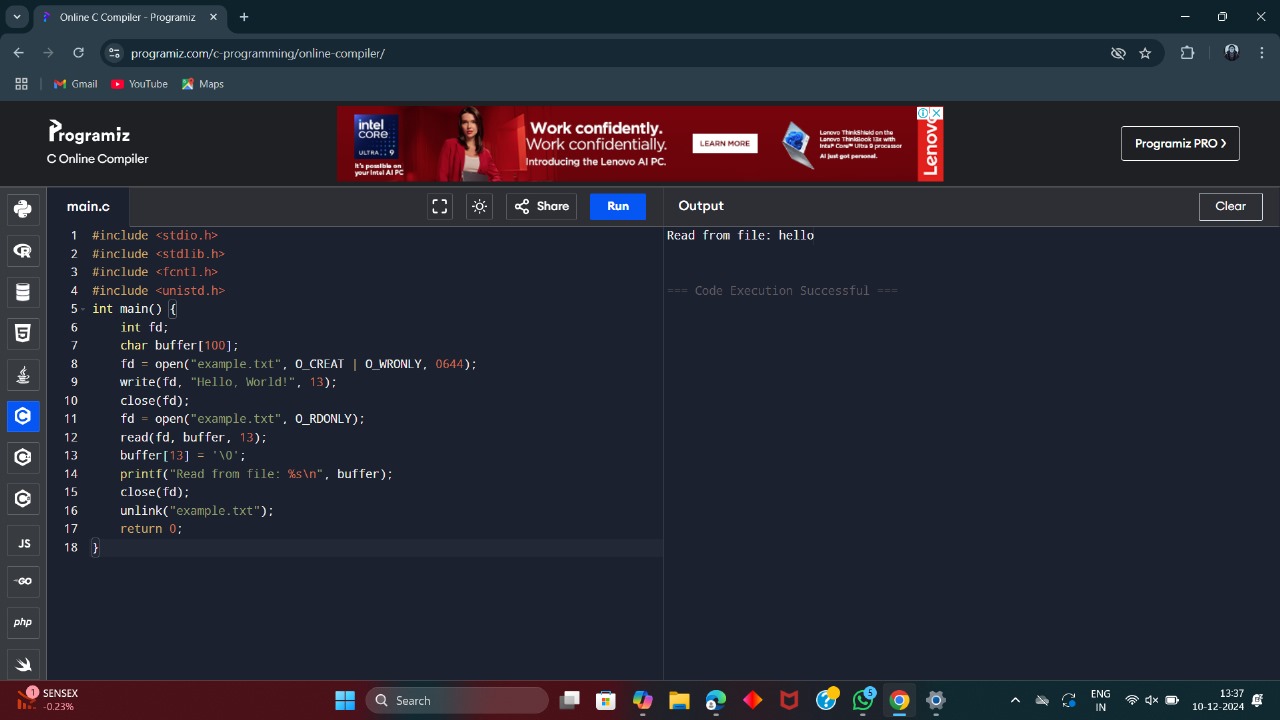 Online C Compiler - Programiz
programiz.com/c-programming/online-compiler/
Gmail
YouTube
Maps
Programiz
C Online Compiler
intel
CORE
ULTRA 9
It's possible on
your Intel AI PC
Work confidently.
Work confidentially.
Introducing the Lenovo AI PC.
LEARN MORE
Lenovo ThinkShield on the
Lenovo ThinkBook 13x with
Intel® Core™ Ultra 9 processor
AI just got personal.
Lenovo
Programiz PRO
main.c
Share
Run
Output
Clear
1 #include <stdio.h>
2 #include <stdlib.h>
3 #include <fcntl.h>
4 #include <unistd.h>
5 int main() {
6 int fd;
7 char buffer[100];
8 fd = open("example.txt", O_CREAT | O_WRONLY, 0644);
9 write(fd, "Hello, World!", 13);
10 close(fd);
11 fd = open("example.txt", O_RDONLY);
12 read(fd, buffer, 13);
13 buffer[13] = '\0';
14 printf("Read from file: %s\n", buffer);
15 close(fd);
16 unlink("example.txt");
17 return 0;
18 }
Read from file: hello
=== Code Execution Successful ===
JS
GO
php
1
SENSEX
-0.23%
Search
5
ENG
IN
13:37
10-12-2024